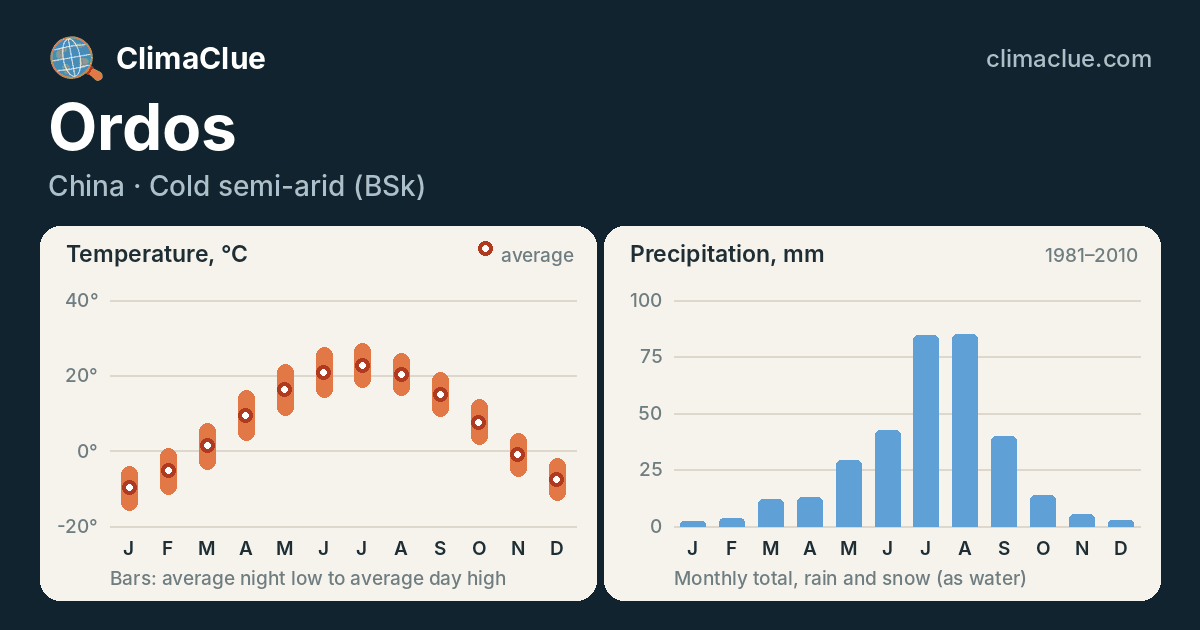 ClimaClue
climaclue.com
Ordos
China · Cold semi-arid (BSk)
Temperature, °C
average
40°
20°
0°
-20°
J F M A M J J A S O N D
Bars: average night low to average day high
Precipitation, mm
1981–2010
100
75
50
25
0
J F M A M J J A S O N D
Monthly total, rain and snow (as water)